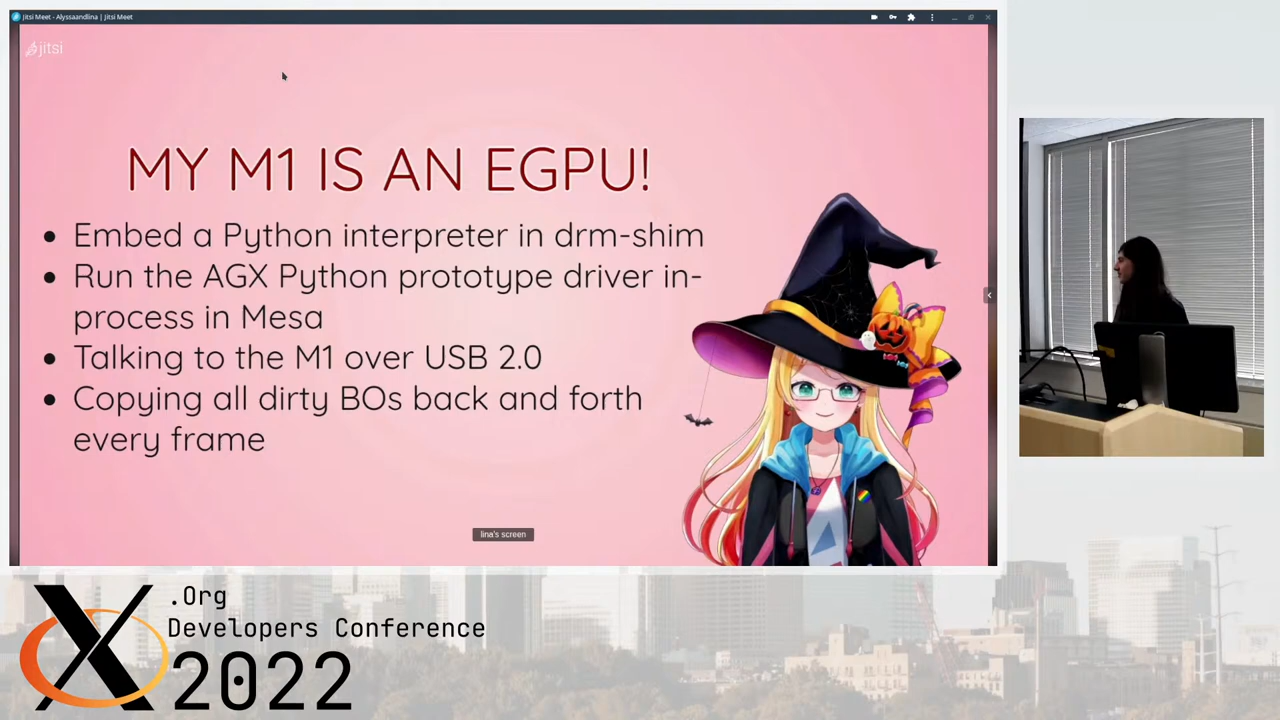 Jitsi Meet - Alyssaandlina | Jitsi Meet
jitsi
MY M1 IS AN EGPU!
• Embed a Python interpreter in drm-shim
• Run the AGX Python prototype driver in-
process in Mesa
• Talking to the M1 over USB 2.0
• Copying all dirty BOs back and forth
every frame
lina's screen
X.Org
Developers Conference
2022